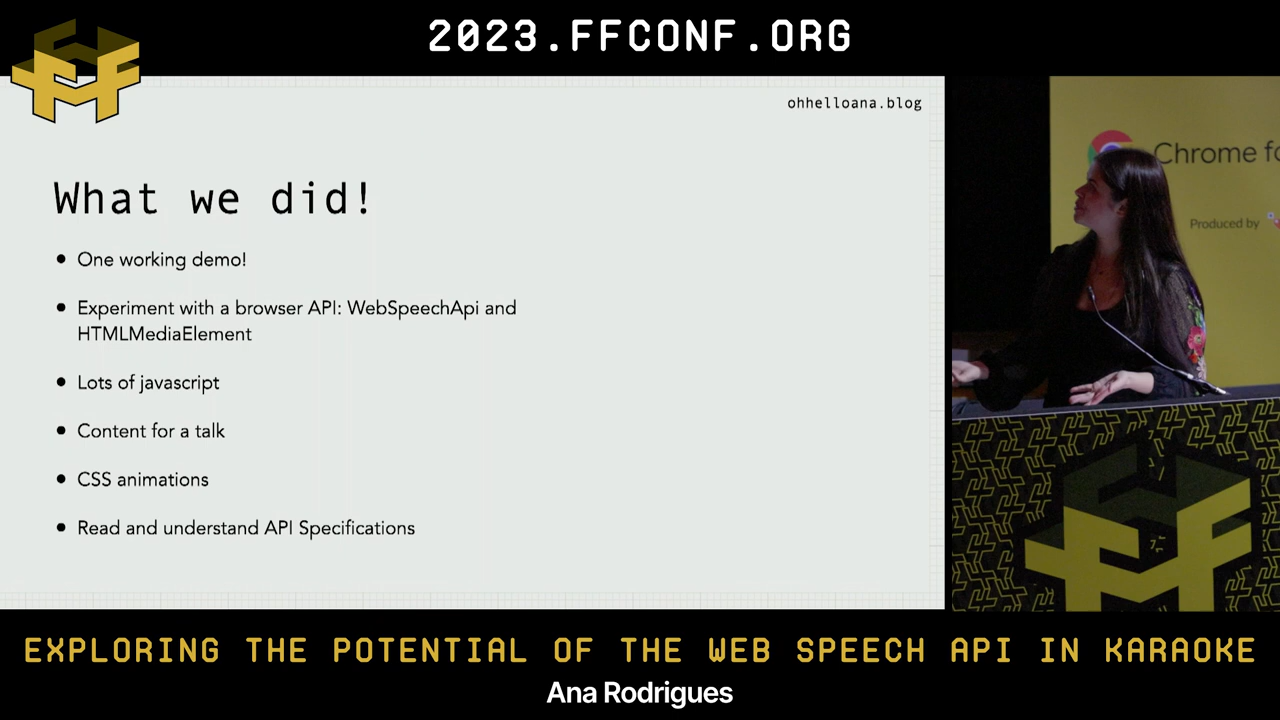 2023.FFCONF.ORG
ohhelloana.blog
What we did!
• One working demo!
• Experiment with a browser API: WebSpeechApi and
HTMLMediaElement
• Lots of javascript
• Content for a talk
• CSS animations
• Read and understand API Specifications
Chrome fo
Produced by
EXPLORING THE POTENTIAL OF THE WEB SPEECH API IN KARAOKE
Ana Rodrigues